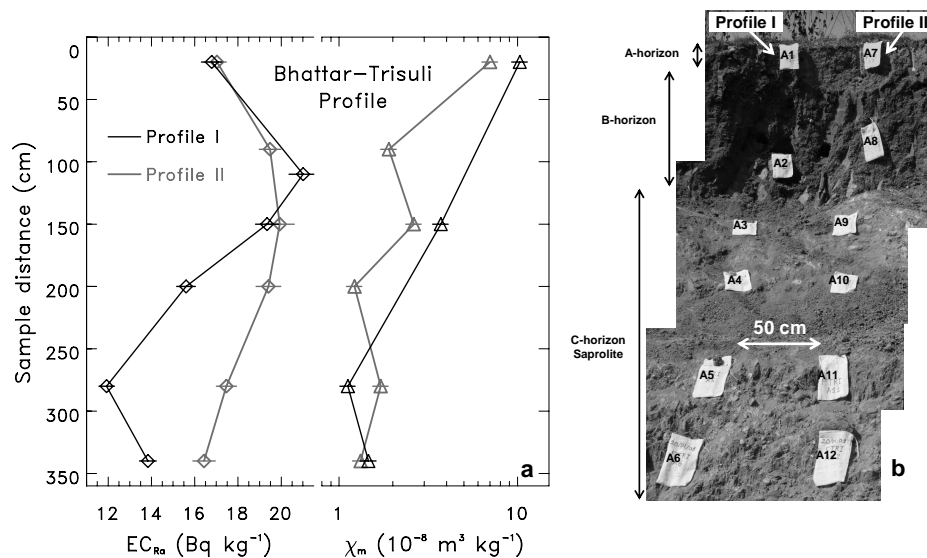 Bhattar-Trisuli
Profile
Profile I
Profile II
Sample distance (cm)
0
50
100
150
200
250
300
350
12
14
16
18
20
22
EC_Ra (Bq kg⁻¹)
1
10
χ_m (10⁻⁸ m³ kg⁻¹)
a
Profile I
Profile II
A-horizon
B-horizon
C-horizon
Saprolite
A1
A7
A2
A8
A3
A9
A4
A10
50 cm
A5
A11
A6
A12
b